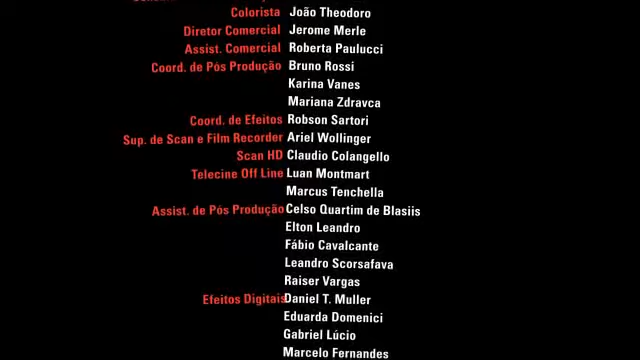 Colorista João Theodoro
Diretor Comercial Jerome Merle
Assist. Comercial Roberta Paulucci
Coord. de Pós Produção Bruno Rossi
Karina Vanes
Mariana Zdravca
Coord. de Efeitos Robson Sartori
Sup. de Scan e Film Recorder Ariel Wollinger
Scan HD Claudio Colangello
Telecine Off Line Luan Montmart
Marcus Tenchella
Assist. de Pós Produção Celso Quartim de Blasiis
Elton Leandro
Fábio Cavalcante
Leandro Scorsafava
Raiser Vargas
Efeitos Digitais Daniel T. Muller
Eduarda Domenici
Gabriel Lúcio
Marcelo Fernandes